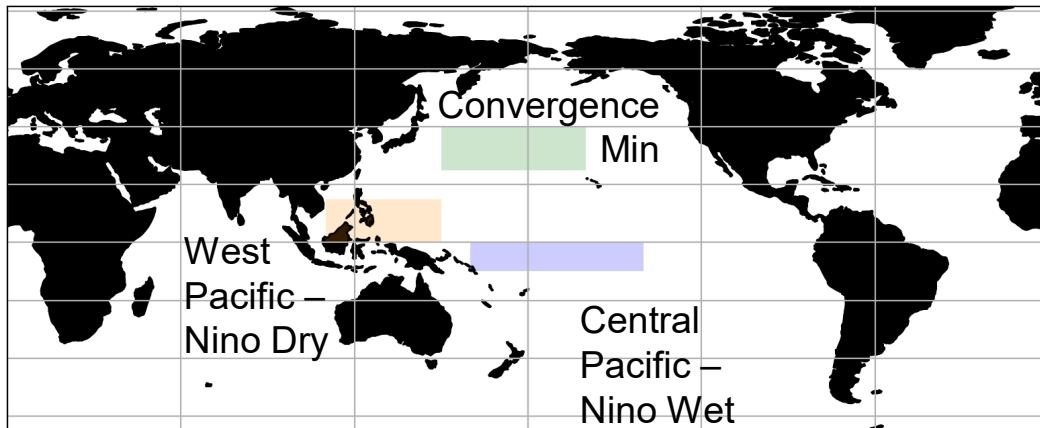 Convergence
Min
West
Pacific –
Nino Dry
Central
Pacific –
Nino Wet